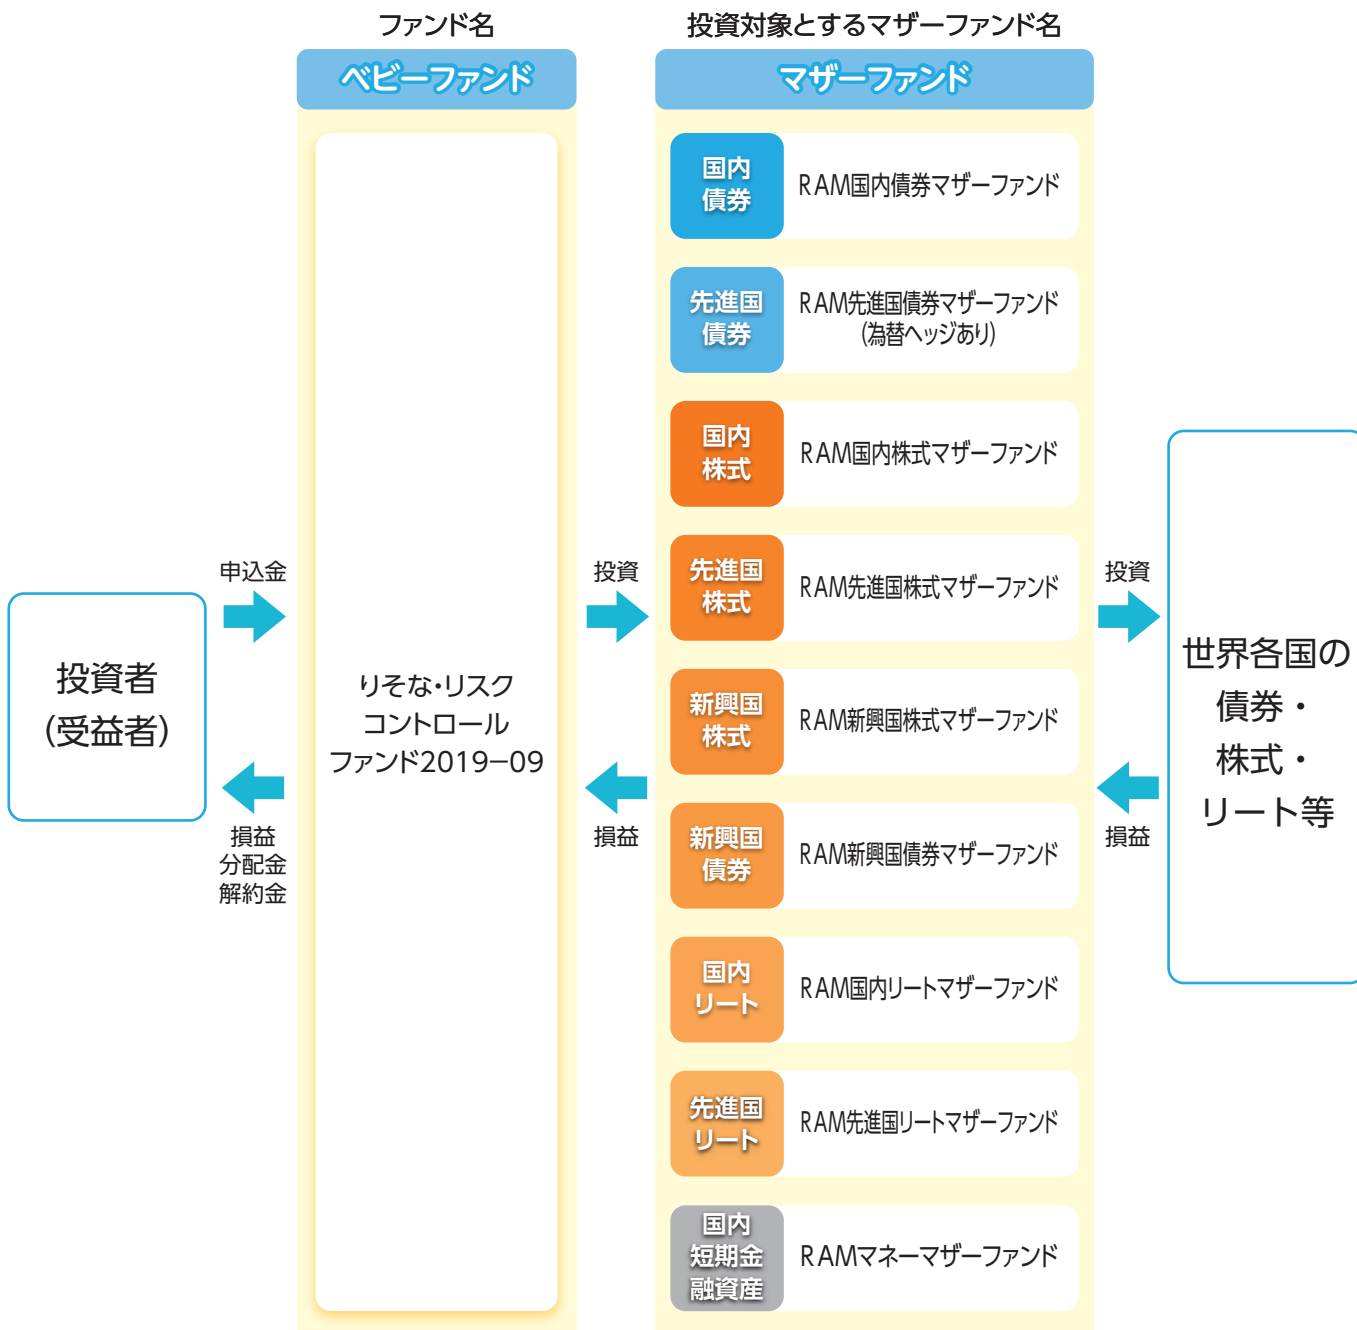 ファンド名
投資対象とするマザーファンド名
ベビーファンド
マザーファンド
投資者
(受益者)
申込金
損益
分配金
解約金
りそな・リスク
コントロール
ファンド2019−09
投資
損益
国内
債券
RAM国内債券マザーファンド
先進国
債券
RAM先進国債券マザーファンド
(為替ヘッジあり)
国内
株式
RAM国内株式マザーファンド
先進国
株式
RAM先進国株式マザーファンド
新興国
株式
RAM新興国株式マザーファンド
新興国
債券
RAM新興国債券マザーファンド
国内
リート
RAM国内リートマザーファンド
先進国
リート
RAM先進国リートマザーファンド
国内
短期金
融資産
RAMマネーマザーファンド
投資
損益
世界各国の
債券・
株式・
リート等